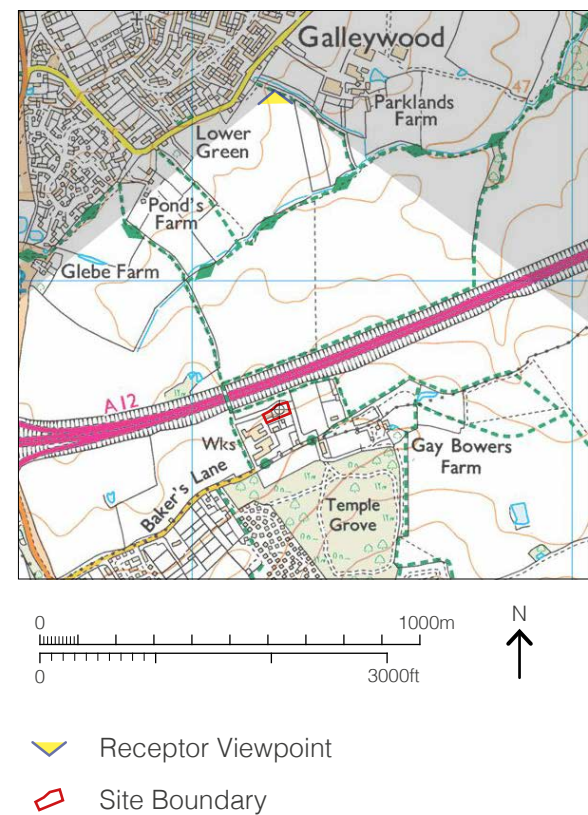 Galleywood
47
Parklands
Farm
Lower
Green
Pond's
Farm
Glebe Farm
A 12
Wks
Gay Bowers
Farm
Baker's Lane
Temple
Grove
0
1000m
N
0
3000ft
Receptor Viewpoint
Site Boundary